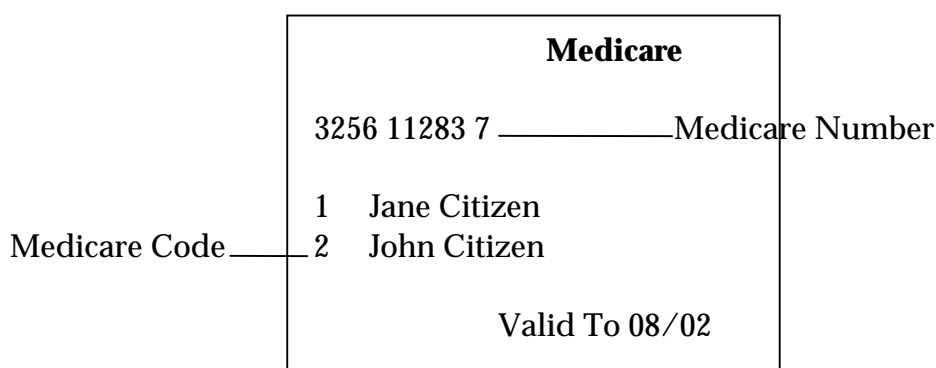 Medicare
3256 11283 7 Medicare Number
1 Jane Citizen
Medicare Code 2 John Citizen
Valid To 08/02